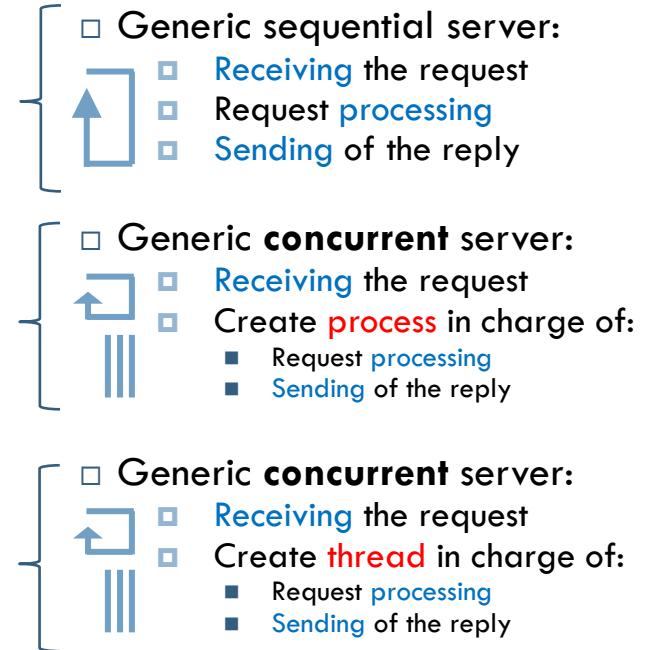 Generic sequential server:
Receiving the request
Request processing
Sending of the reply
Generic concurrent server:
Receiving the request
Create process in charge of:
Request processing
Sending of the reply
Generic concurrent server:
Receiving the request
Create thread in charge of:
Request processing
Sending of the reply